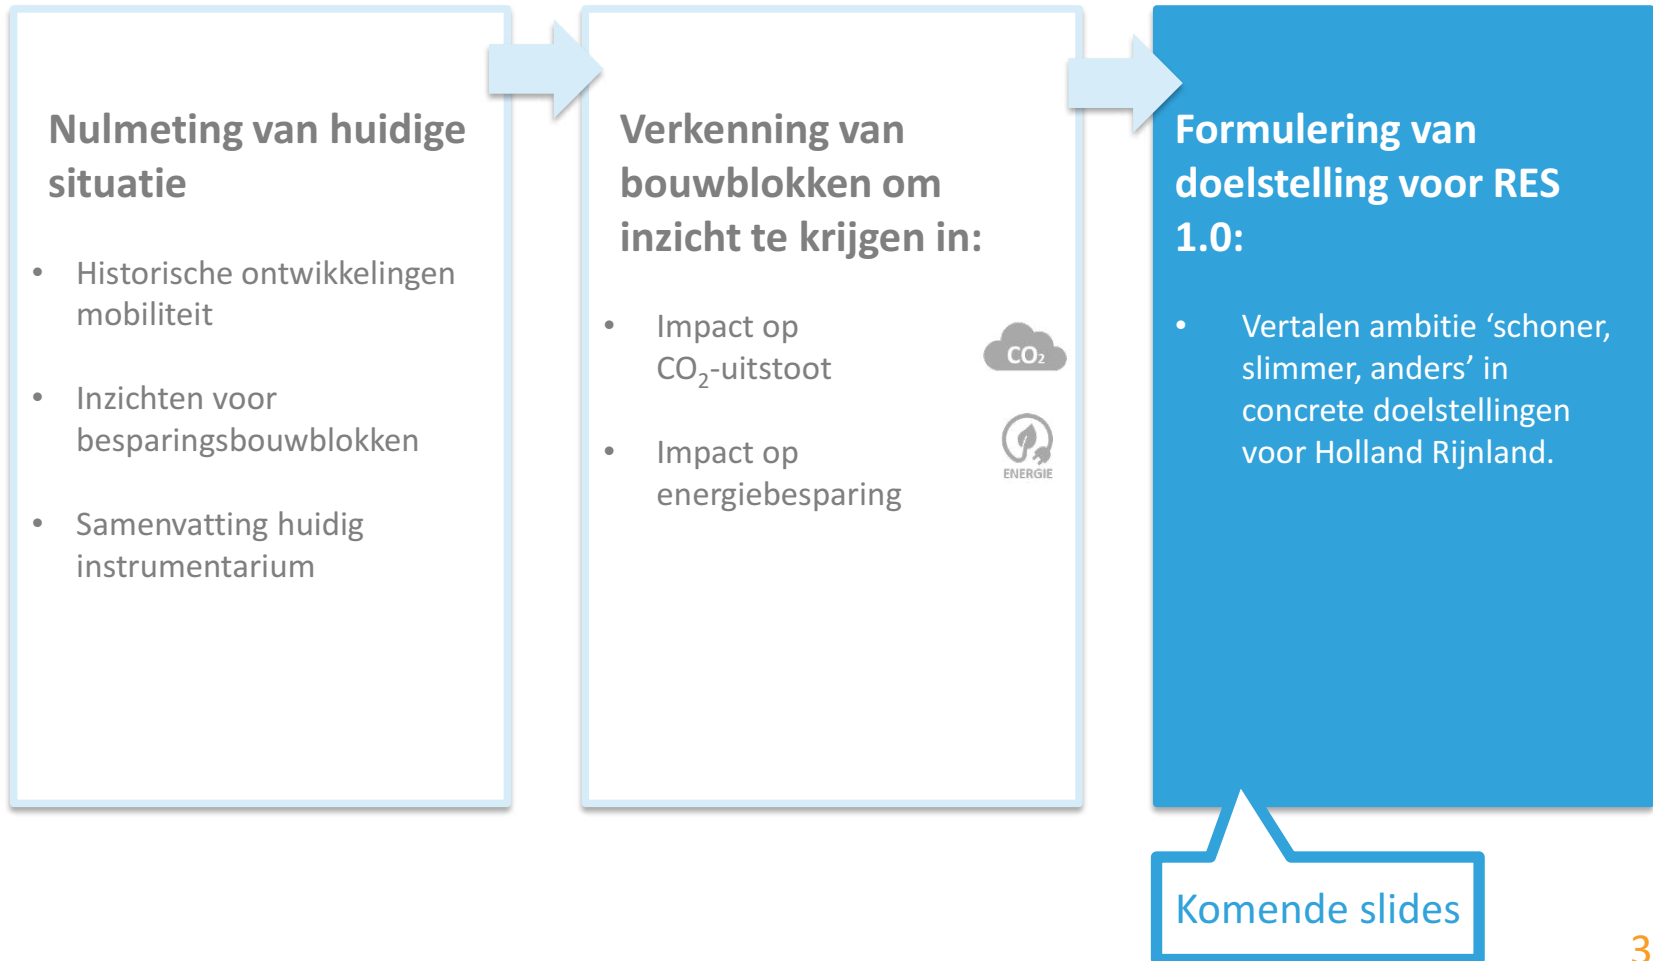 Nulmeting van huidige
situatie
• Historische ontwikkelingen
mobiliteit
• Inzichten voor
besparingsbouwblokken
• Samenvatting huidig
instrumentarium
Verkenning van
bouwblokken om
inzicht te krijgen in:
• Impact op
CO₂-uitstoot
CO₂
• Impact op
energiebesparing
ENERGIE
Formulering van
doelstelling voor RES
1.0:
• Vertalen ambitie ‘schoner,
slimmer, anders’ in
concrete doelstellingen
voor Holland Rijnland.
Komende slides
3